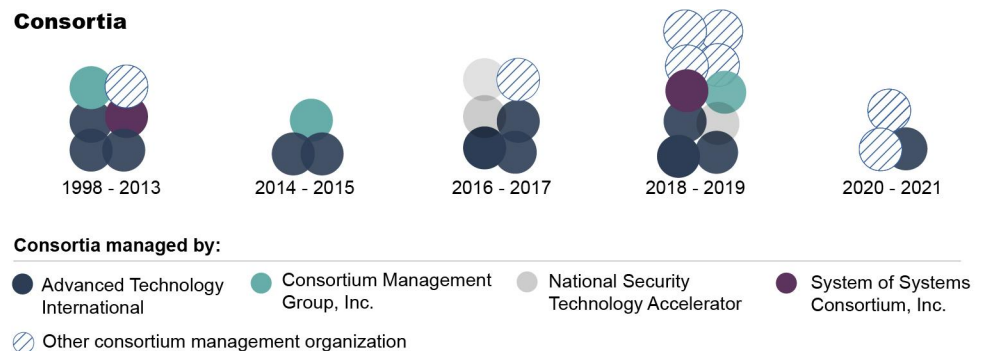 Consortia
1998 - 2013
2014 - 2015
2016 - 2017
2018 - 2019
2020 - 2021
Consortia managed by:
Advanced Technology
International
Consortium Management
Group, Inc.
National Security
Technology Accelerator
System of Systems
Consortium, Inc.
Other consortium management organization